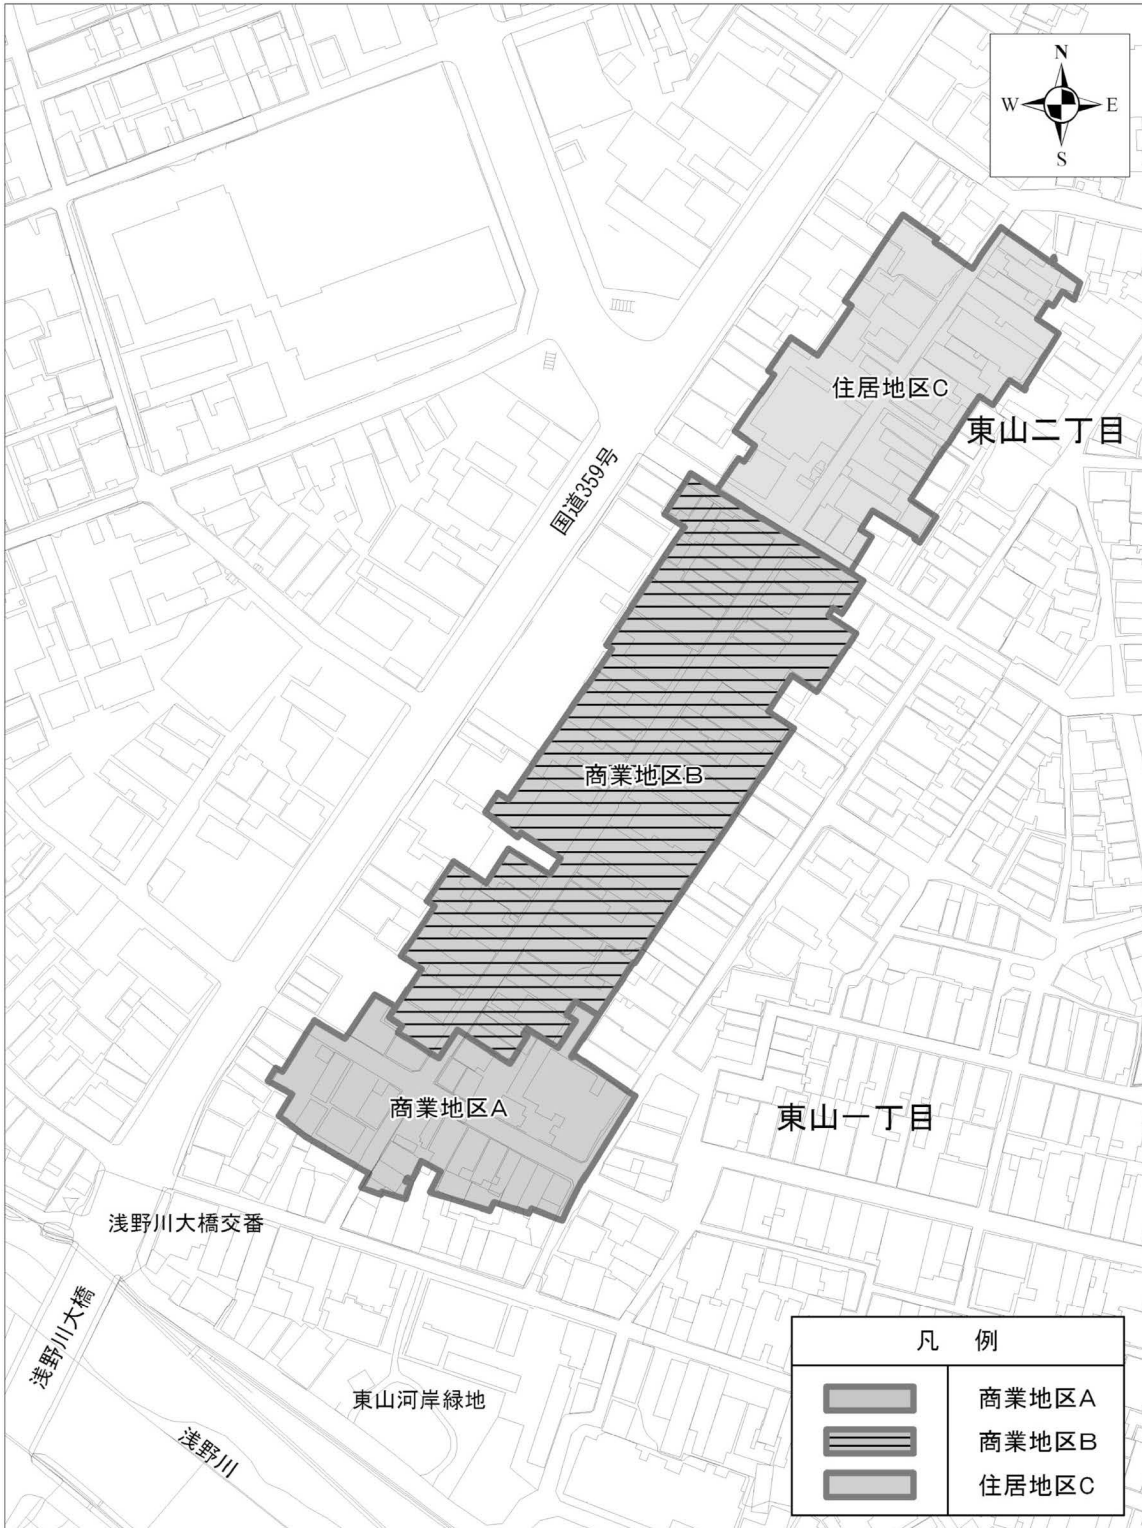 N
W E
S
住居地区C
東山二丁目
国道359号
商業地区B
商業地区A
東山一丁目
浅野川大橋交番
浅野川大橋
東山河岸緑地
浅野川
凡 例
商業地区A
商業地区B
住居地区C